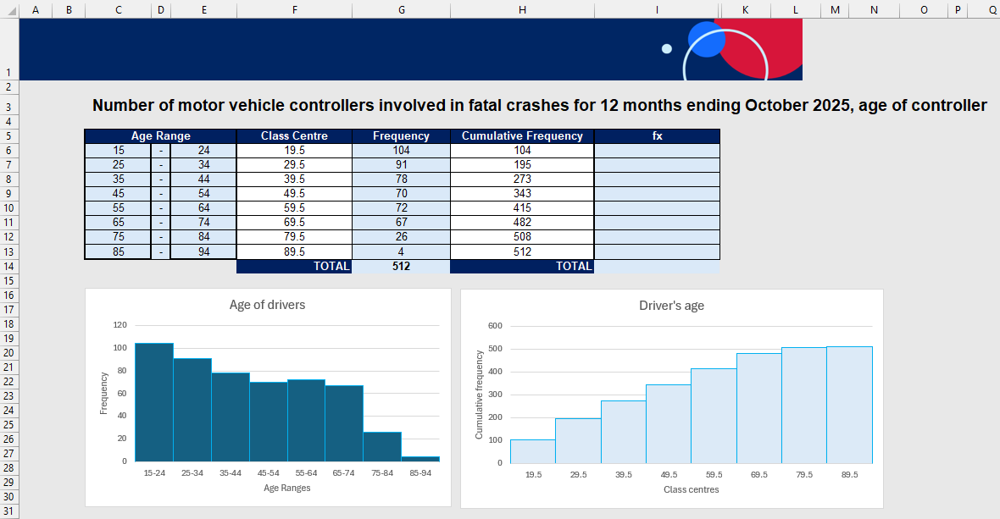 A B C D E F G H I K L M N O P Q
1
2
3 Number of motor vehicle controllers involved in fatal crashes for 12 months ending October 2025, age of controller
4
5 Age Range Class Centre Frequency Cumulative Frequency fx
6 15 - 24 19.5 104 104
7 25 - 34 29.5 91 195
8 35 - 44 39.5 78 273
9 45 - 54 49.5 70 343
10 55 - 64 59.5 72 415
11 65 - 74 69.5 67 482
12 75 - 84 79.5 26 508
13 85 - 94 89.5 4 512
14 TOTAL 512 TOTAL
15
16
17
18
19
20
21
22
23
24
25
26
27
28
29
30
31
Age of drivers
120
100
80
60
40
20
0
Frequency
15-24 25-34 35-44 45-54 55-64 65-74 75-84 85-94
Age Ranges
Driver's age
600
500
400
300
200
100
0
Cumulative frequency
19.5 29.5 39.5 49.5 59.5 69.5 79.5 89.5
Class centres